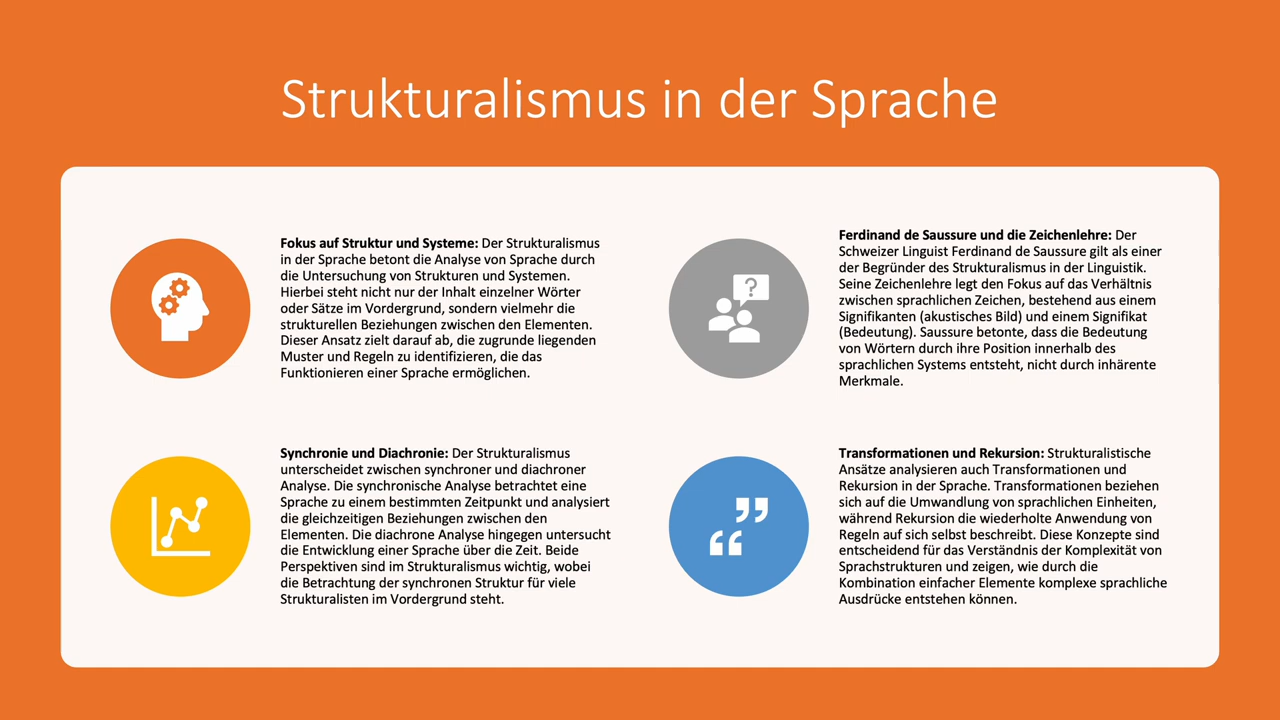 Strukturalismus in der Sprache
Fokus auf Struktur und Systeme: Der Strukturalismus
in der Sprache betont die Analyse von Sprache durch
die Untersuchung von Strukturen und Systemen.
Hierbei steht nicht nur der Inhalt einzelner Wörter
oder Sätze im Vordergrund, sondern vielmehr die
strukturellen Beziehungen zwischen den Elementen.
Dieser Ansatz zielt darauf ab, die zugrunde liegenden
Muster und Regeln zu identifizieren, die das
Funktionieren einer Sprache ermöglichen.
?
Ferdinand de Saussure und die Zeichenlehre: Der
Schweizer Linguist Ferdinand de Saussure gilt als einer
der Begründer des Strukturalismus in der Linguistik.
Seine Zeichenlehre legt den Fokus auf das Verhältnis
zwischen sprachlichen Zeichen, bestehend aus einem
Signifikanten (akustisches Bild) und einem Signifikat
(Bedeutung). Saussure betonte, dass die Bedeutung
von Wörtern durch ihre Position innerhalb des
sprachlichen Systems entsteht, nicht durch inhärente
Merkmale.
Synchronie und Diachronie: Der Strukturalismus
unterscheidet zwischen synchroner und diachroner
Analyse. Die synchronische Analyse betrachtet eine
Sprache zu einem bestimmten Zeitpunkt und analysiert
die gleichzeitigen Beziehungen zwischen den
Elementen. Die diachrone Analyse hingegen untersucht
die Entwicklung einer Sprache über die Zeit. Beide
Perspektiven sind im Strukturalismus wichtig, wobei
die Betrachtung der synchronen Struktur für viele
Strukturalisten im Vordergrund steht.
Transformationen und Rekursion: Strukturalistische
Ansätze analysieren auch Transformationen und
Rekursion in der Sprache. Transformationen beziehen
sich auf die Umwandlung von sprachlichen Einheiten,
während Rekursion die wiederholte Anwendung von
Regeln auf sich selbst beschreibt. Diese Konzepte sind
entscheidend für das Verständnis der Komplexität von
Sprachstrukturen und zeigen, wie durch die
Kombination einfacher Elemente komplexe sprachliche
Ausdrücke entstehen können.